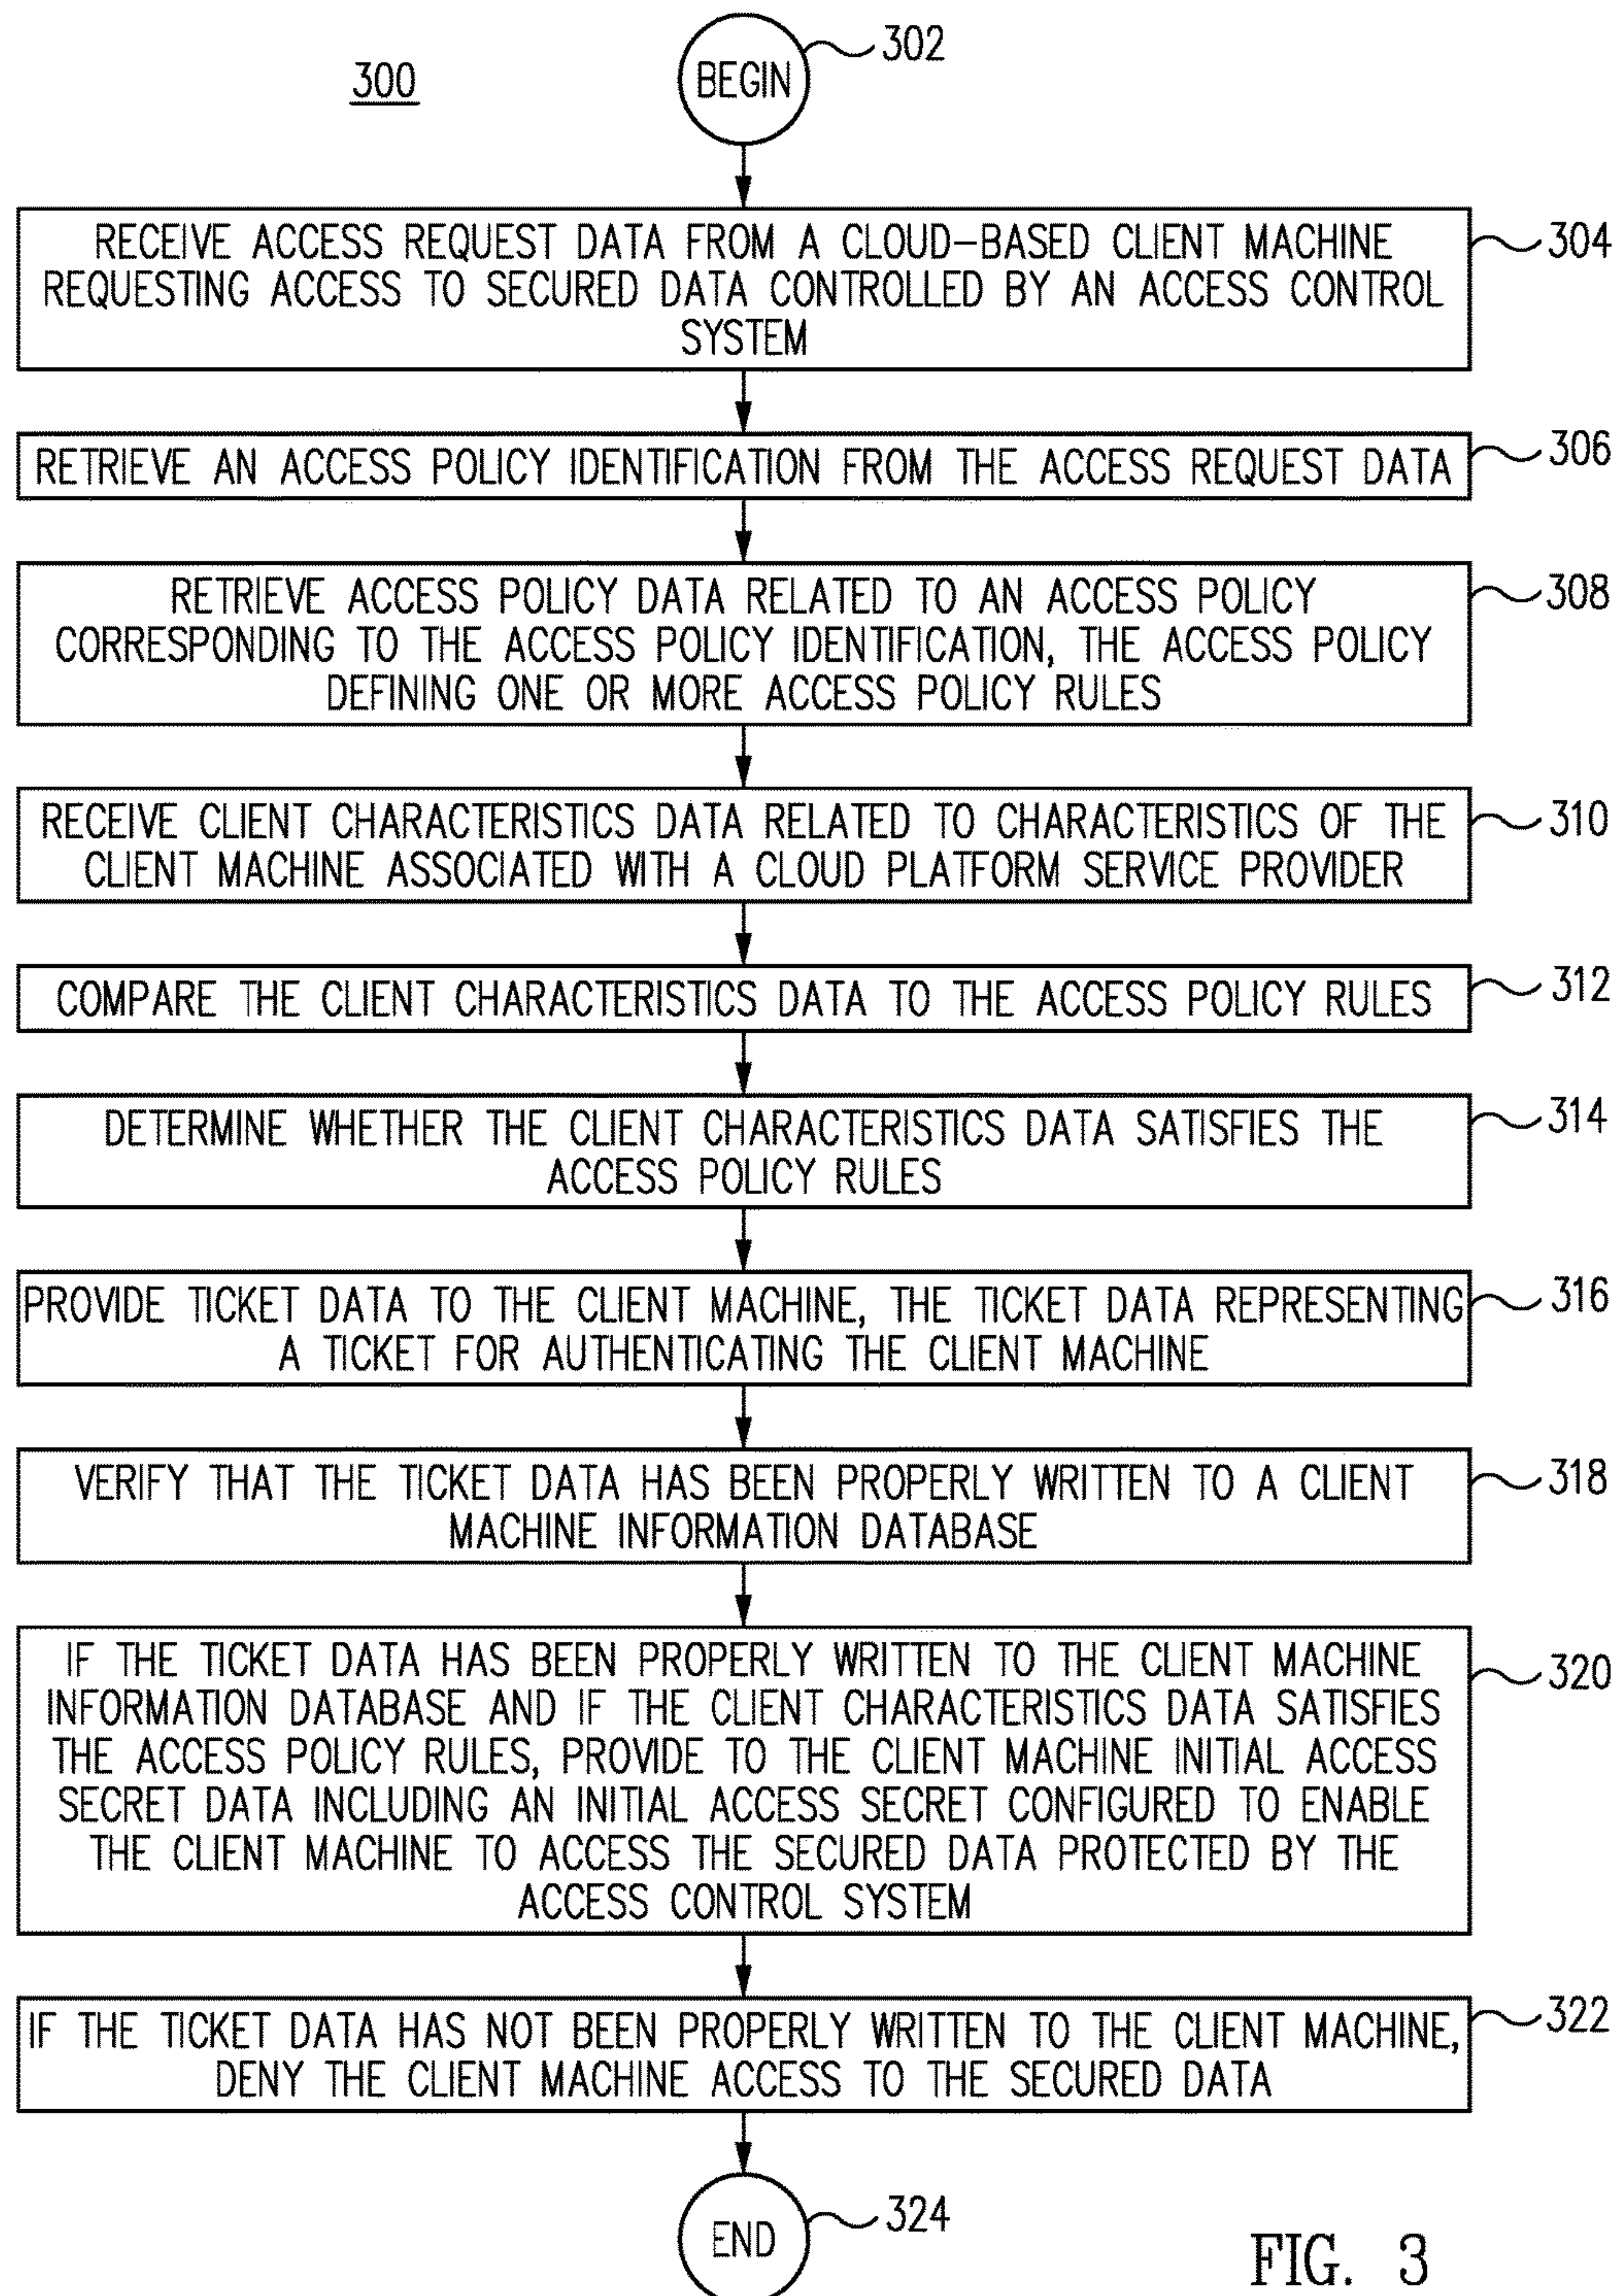 300
BEGIN
302
RECEIVE ACCESS REQUEST DATA FROM A CLOUD-BASED CLIENT MACHINE
REQUESTING ACCESS TO SECURED DATA CONTROLLED BY AN ACCESS CONTROL
SYSTEM
304
RETRIEVE AN ACCESS POLICY IDENTIFICATION FROM THE ACCESS REQUEST DATA
306
RETRIEVE ACCESS POLICY DATA RELATED TO AN ACCESS POLICY
CORRESPONDING TO THE ACCESS POLICY IDENTIFICATION, THE ACCESS POLICY
DEFINING ONE OR MORE ACCESS POLICY RULES
308
RECEIVE CLIENT CHARACTERISTICS DATA RELATED TO CHARACTERISTICS OF THE
CLIENT MACHINE ASSOCIATED WITH A CLOUD PLATFORM SERVICE PROVIDER
310
COMPARE THE CLIENT CHARACTERISTICS DATA TO THE ACCESS POLICY RULES
312
DETERMINE WHETHER THE CLIENT CHARACTERISTICS DATA SATISFIES THE
ACCESS POLICY RULES
314
PROVIDE TICKET DATA TO THE CLIENT MACHINE, THE TICKET DATA REPRESENTING
A TICKET FOR AUTHENTICATING THE CLIENT MACHINE
316
VERIFY THAT THE TICKET DATA HAS BEEN PROPERLY WRITTEN TO A CLIENT
MACHINE INFORMATION DATABASE
318
IF THE TICKET DATA HAS BEEN PROPERLY WRITTEN TO THE CLIENT MACHINE
INFORMATION DATABASE AND IF THE CLIENT CHARACTERISTICS DATA SATISFIES
THE ACCESS POLICY RULES, PROVIDE TO THE CLIENT MACHINE INITIAL ACCESS
SECRET DATA INCLUDING AN INITIAL ACCESS SECRET CONFIGURED TO ENABLE
THE CLIENT MACHINE TO ACCESS THE SECURED DATA PROTECTED BY THE
ACCESS CONTROL SYSTEM
320
IF THE TICKET DATA HAS NOT BEEN PROPERLY WRITTEN TO THE CLIENT MACHINE,
DENY THE CLIENT MACHINE ACCESS TO THE SECURED DATA
322
END
324
FIG. 3